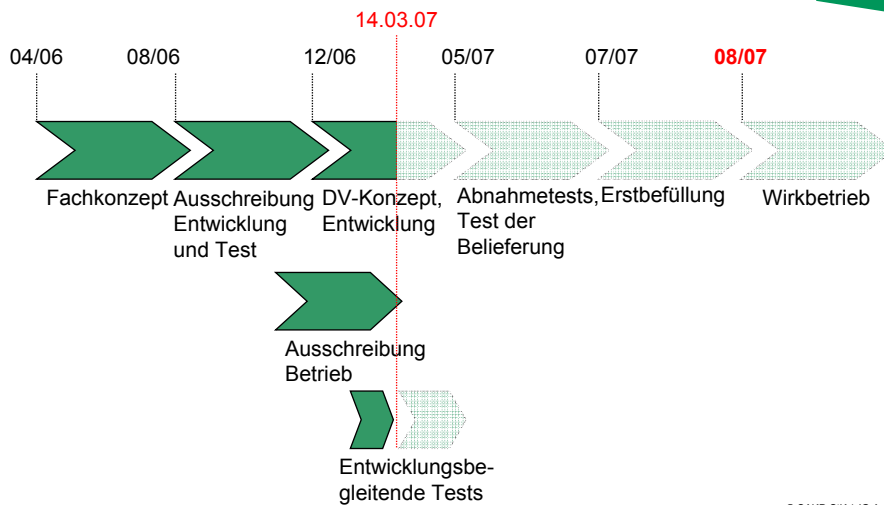 14.03.07
04/06 08/06 12/06 05/07 07/07 08/07
Fachkonzept
Ausschreibung
Entwicklung
und Test
DV-Konzept,
Entwicklung
Abnahmetests,
Test der
Belieferung
Erstbefüllung
Wirkbetrieb
Ausschreibung
Betrieb
Entwicklungsbe-
gleitende Tests